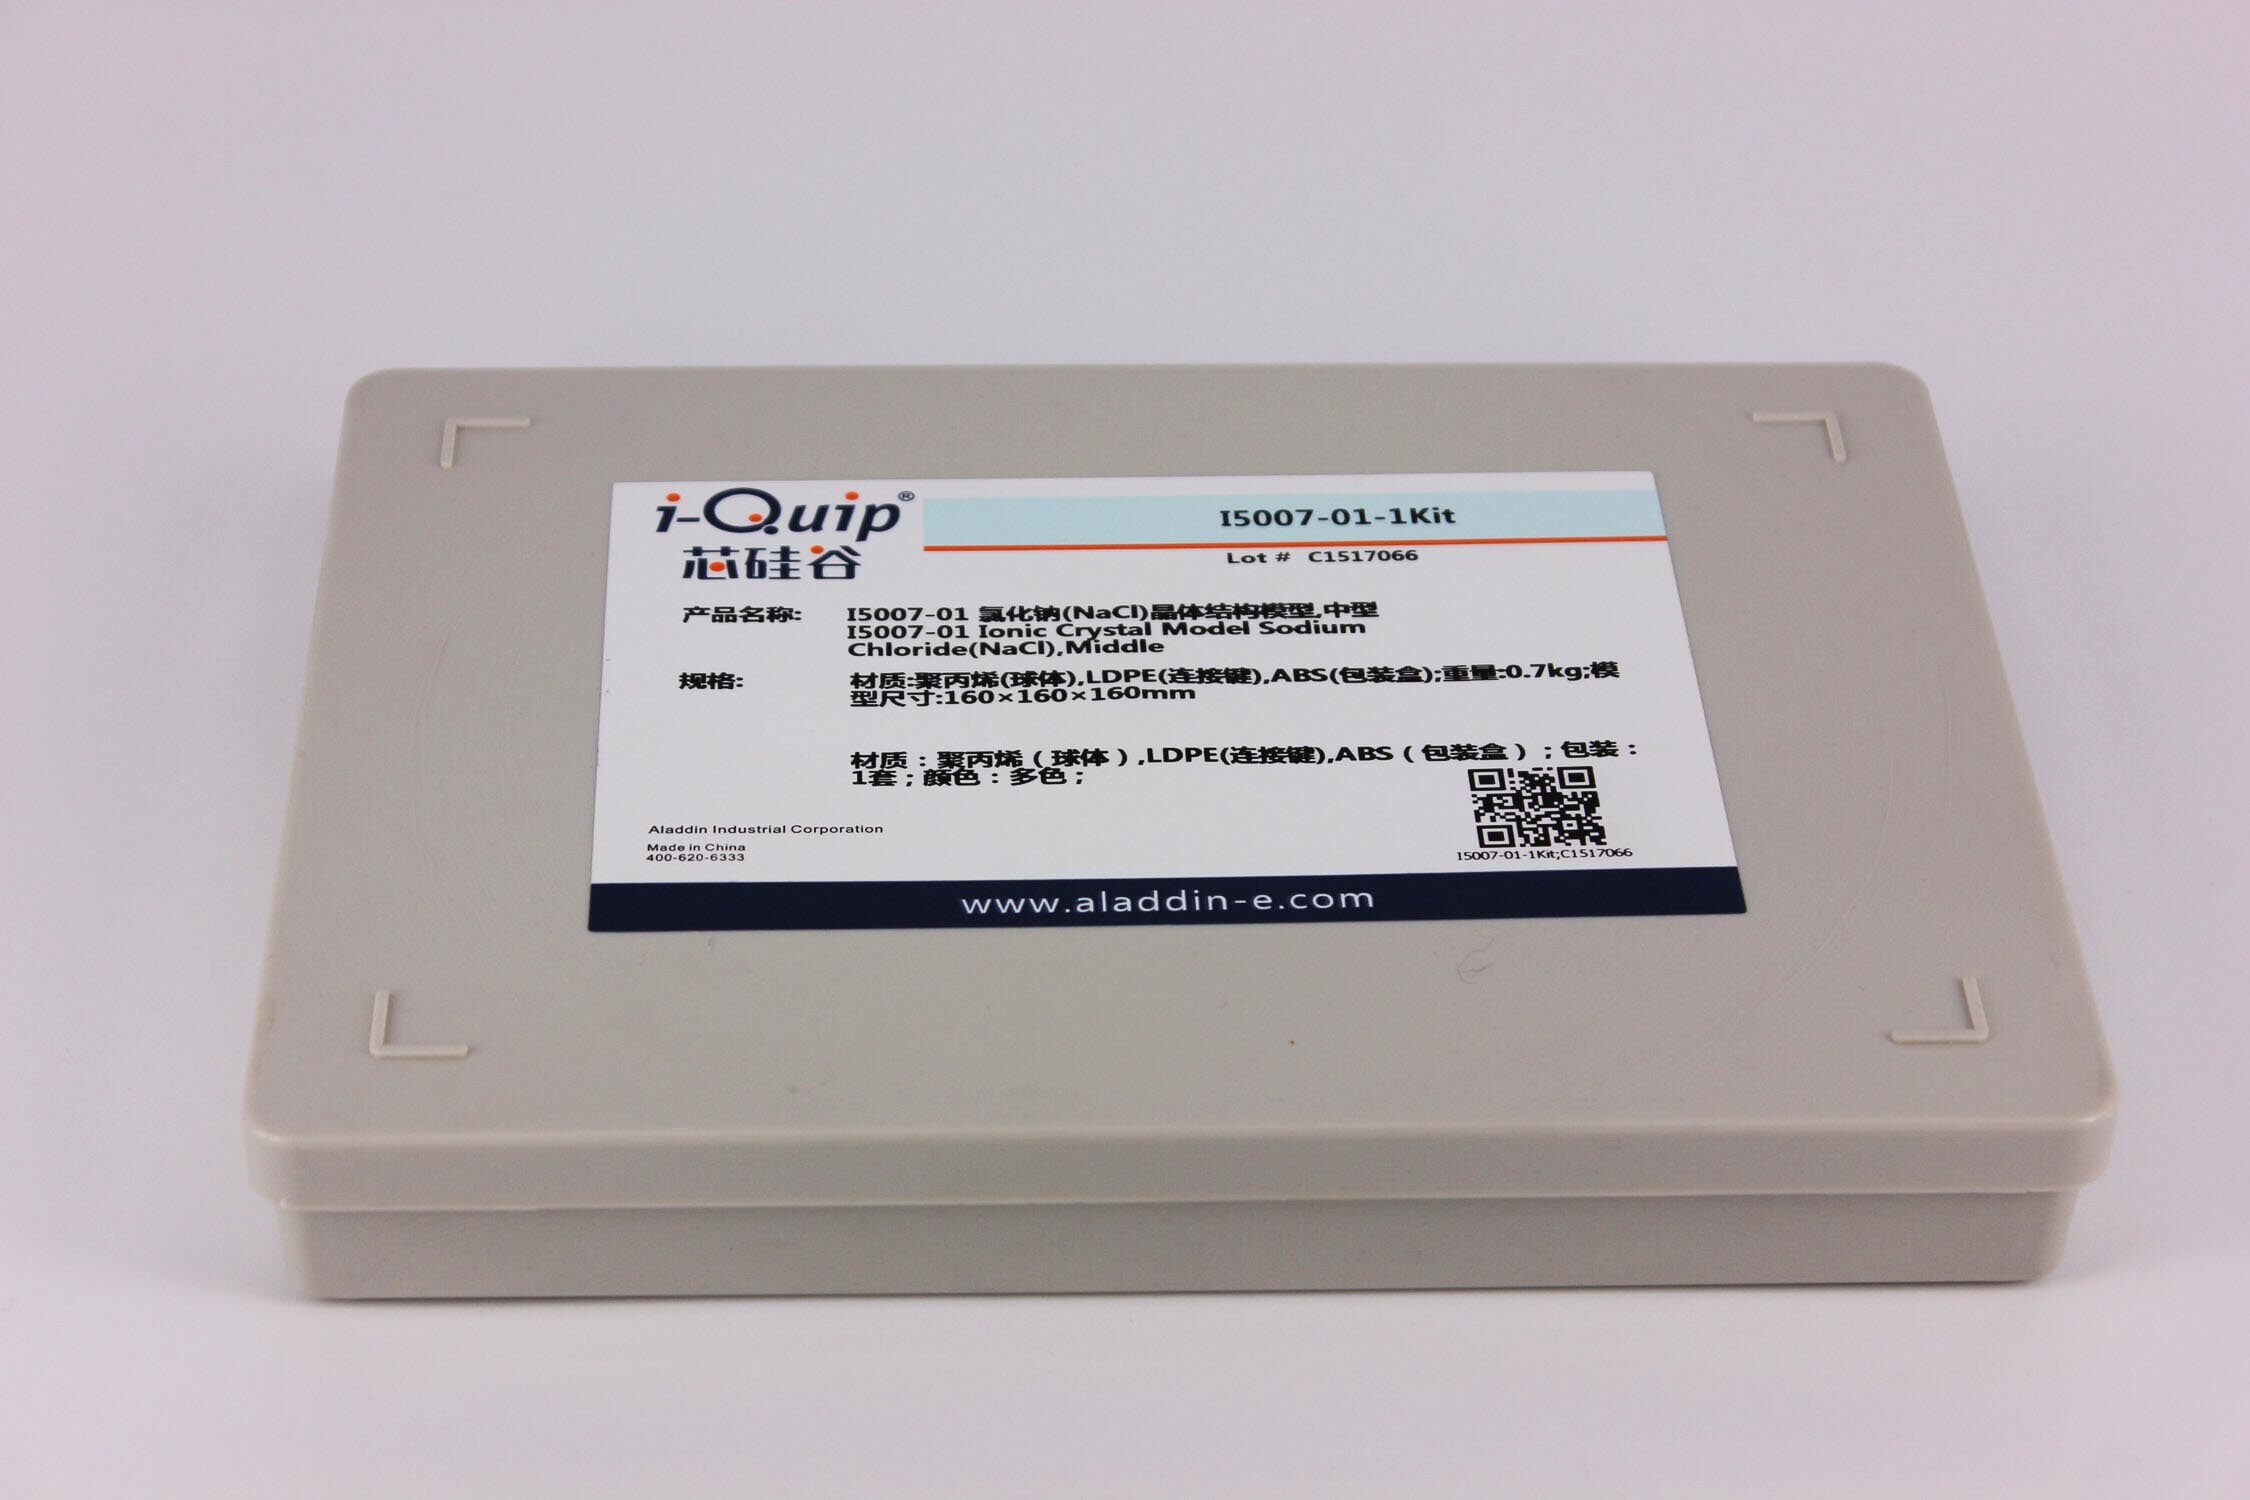 i-Quip®
芯硅谷
I5007-01-1Kit
Lot # C1517066
产品名称: I5007-01 氯化钠(NaCl)晶体结构模型,中型
I5007-01 Ionic Crystal Model Sodium
Chloride(NaCl),Middle
规格: 材质:聚丙烯(球体),LDPE(连接键),ABS(包装盒);重量:0.7kg;模
型尺寸:160×160×160mm
材质：聚丙烯（球体）,LDPE(连接键),ABS（包装盒）；包装：
1套；颜色：多色；
Aladdin Industrial Corporation
Made in China
400-620-6333
I5007-01-1Kit;C1517066
www.aladdin-e.com